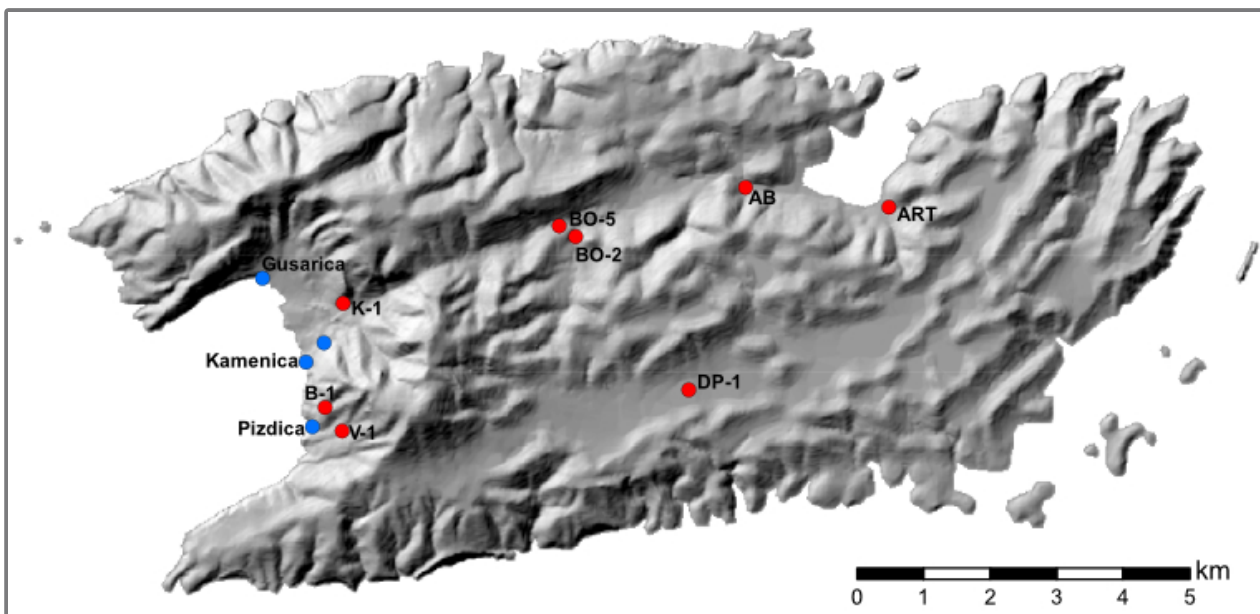 AB
ART
BO-5
BO-2
Gusarica
K-1
Kamenica
DP-1
B-1
Pizdica
V-1
km
0 1 2 3 4 5